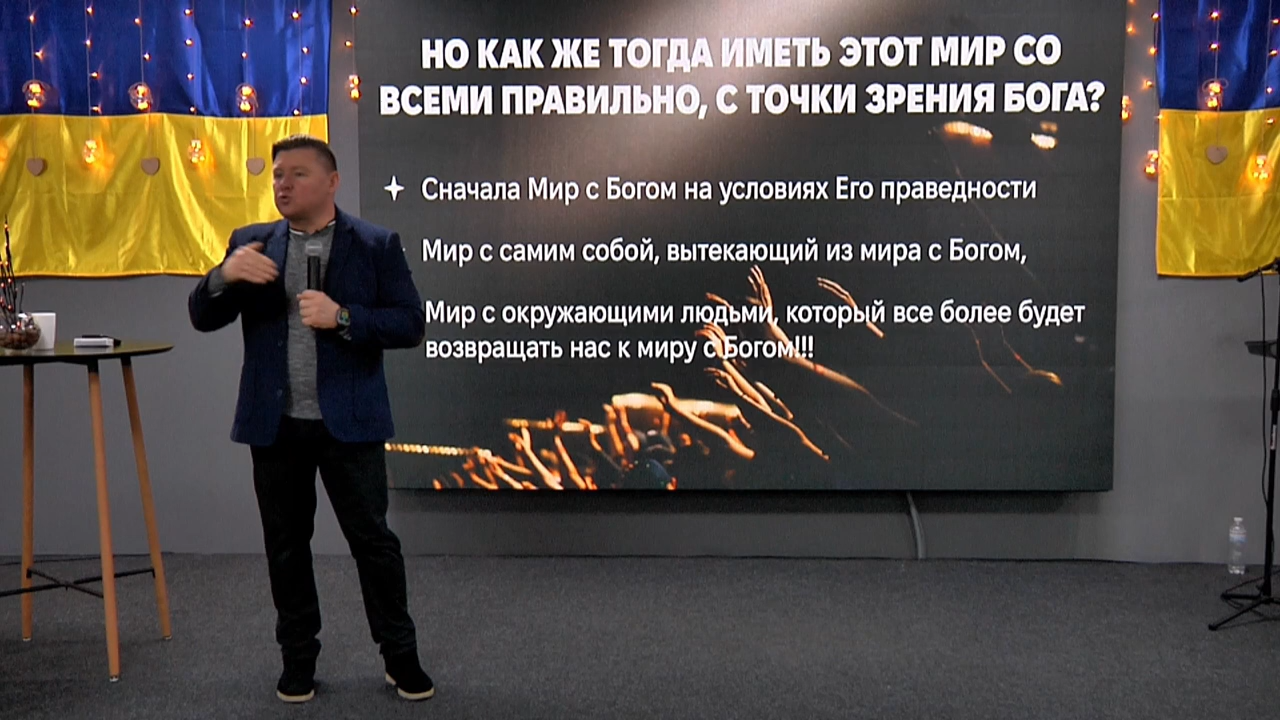 НО КАК ЖЕ ТОГДА ИМЕТЬ ЭТОТ МИР СО
ВСЕМИ ПРАВИЛЬНО, С ТОЧКИ ЗРЕНИЯ БОГА?
Сначала Мир с Богом на условиях Его праведности
Мир с самим собой, вытекающий из мира с Богом,
Мир с окружающими людьми, который все более будет
возвращать нас к миру с Богом!!!